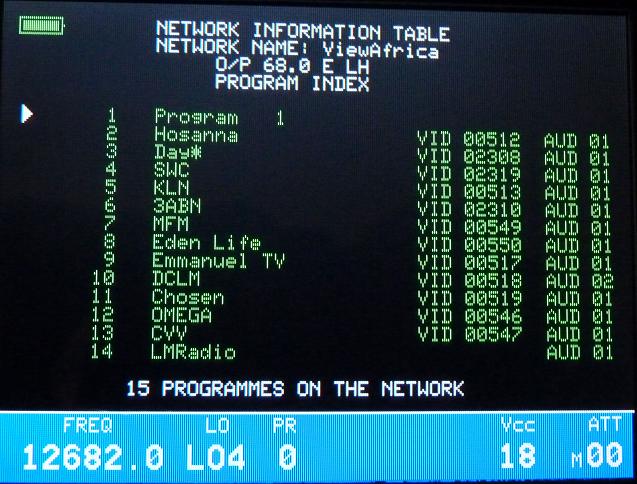 NETWORK INFORMATION TABLE
NETWORK NAME: ViewAfrica
O/P 68.0 E LH
PROGRAM INDEX
1 Program 1
2 Hosanna VID 00512 AUD 01
3 Day* VID 02308 AUD 01
4 SWC VID 02319 AUD 01
5 KLN VID 00513 AUD 01
6 3ABN VID 02310 AUD 01
7 MFM VID 00549 AUD 01
8 Eden Life VID 00550 AUD 01
9 Emmanuel TV VID 00517 AUD 01
10 DCLM VID 00518 AUD 02
11 Chosen VID 00519 AUD 01
12 OMEGA VID 00546 AUD 01
13 CVV VID 00547 AUD 01
14 LMRadio AUD 01
15 PROGRAMMES ON THE NETWORK
FREQ LO PR Vcc ATT
12682.0 LO4 0 18 M00